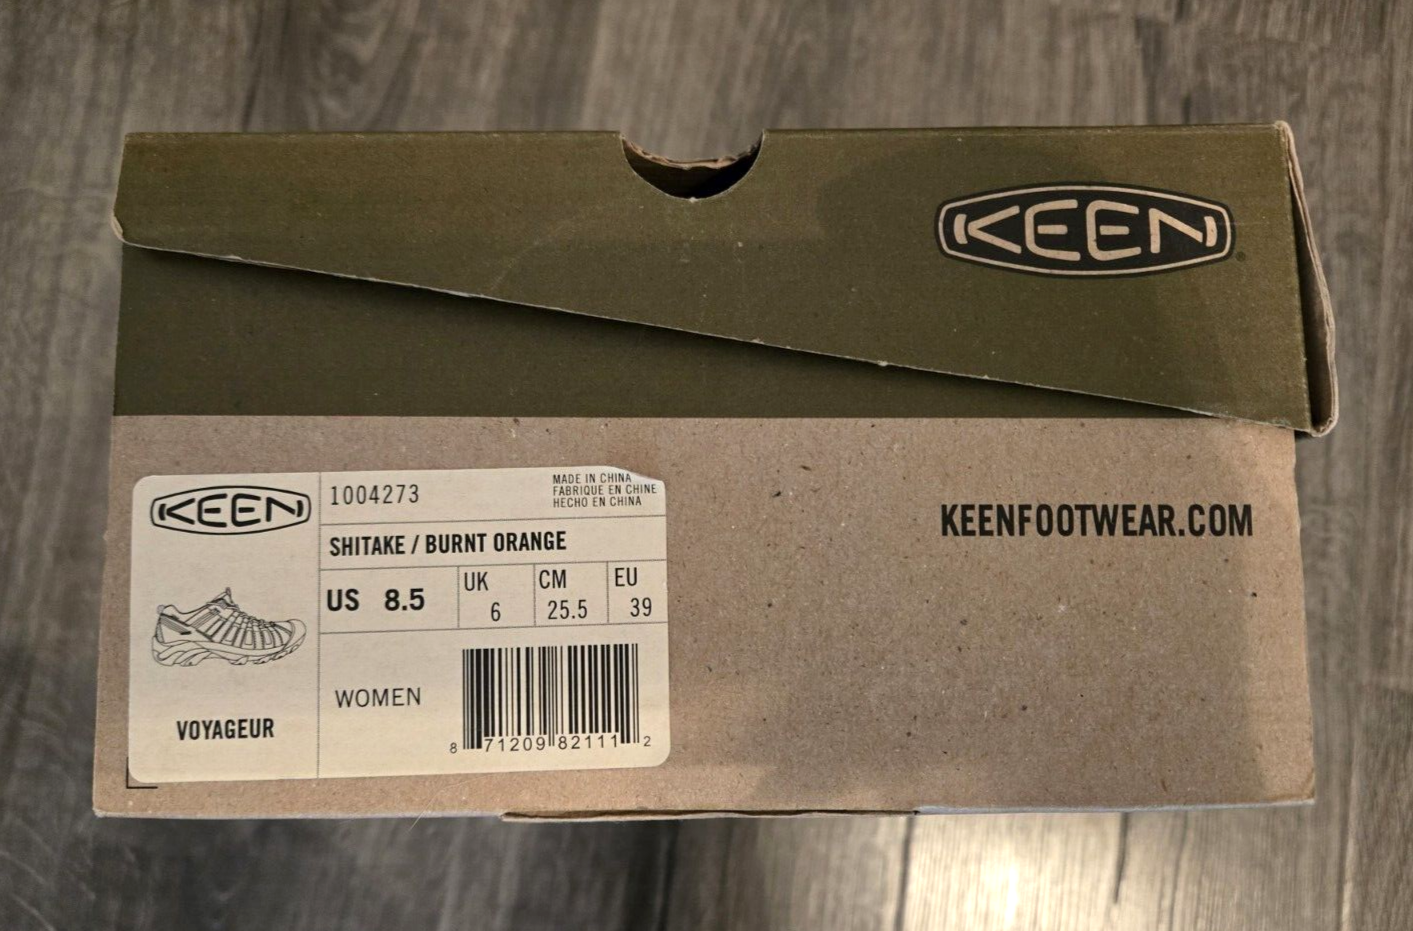 KEEN
KEENFOOTWEAR.COM
KEEN
1004273
MADE IN CHINA
FABRIQUE EN CHINE
HECHO EN CHINA
SHITAKE / BURNT ORANGE
US 8.5
UK
6
CM
25.5
EU
39
VOYAGEUR
WOMEN
8 71209 82111 2